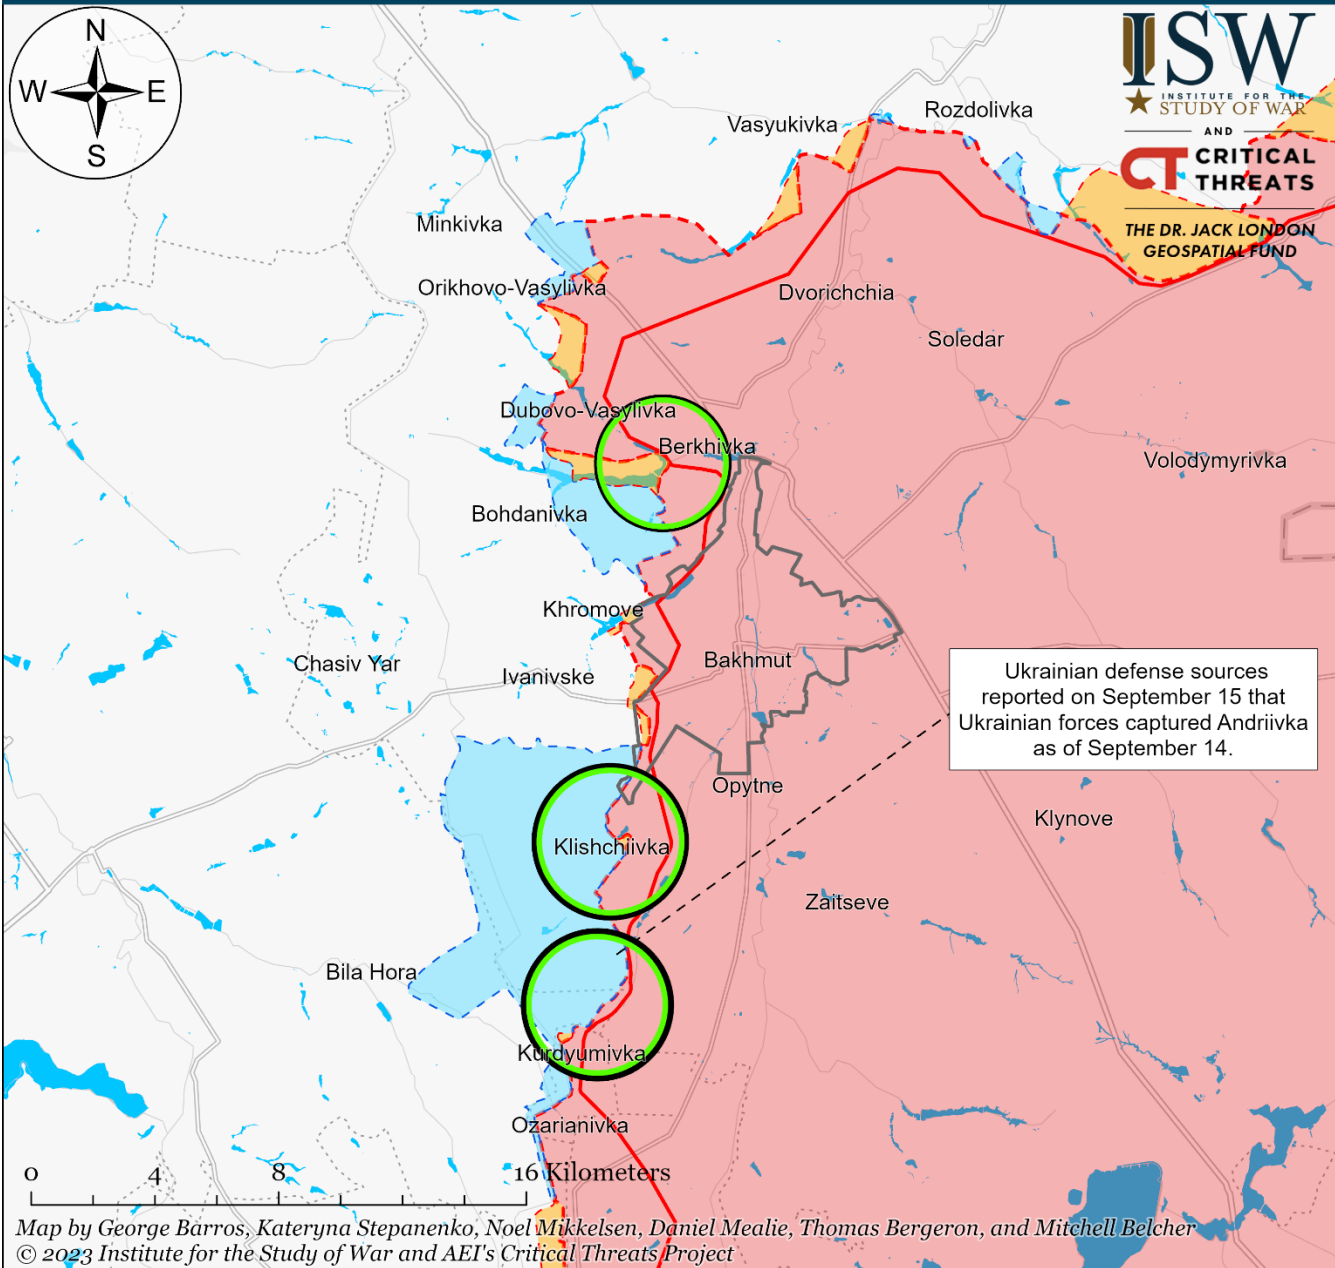 N
W E
S
ISW
INSTITUTE FOR THE
STUDY OF WAR
AND
CT CRITICAL
THREATS
THE DR. JACK LONDON
GEOSPATIAL FUND
Rozdolivka
Vasyukivka
Minkivka
Orikhovo-Vasylivka
Dvorichchia
Soledar
Dubovo-Vasylivka
Berkhivka
Volodymyrivka
Bohdanivka
Khromove
Chasiv Yar
Ivanivske
Bakhmut
Ukrainian defense sources
reported on September 15 that
Ukrainian forces captured Andriivka
as of September 14.
Opytne
Klynove
Klishchiivka
Zaitseve
Bila Hora
Kurdyumivka
Ozarianivka
0 4 8 16 Kilometers
Map by George Barros, Kateryna Stepanenko, Noel Mikkelsen, Daniel Mealie, Thomas Bergeron, and Mitchell Belcher
© 2023 Institute for the Study of War and AEI's Critical Threats Project